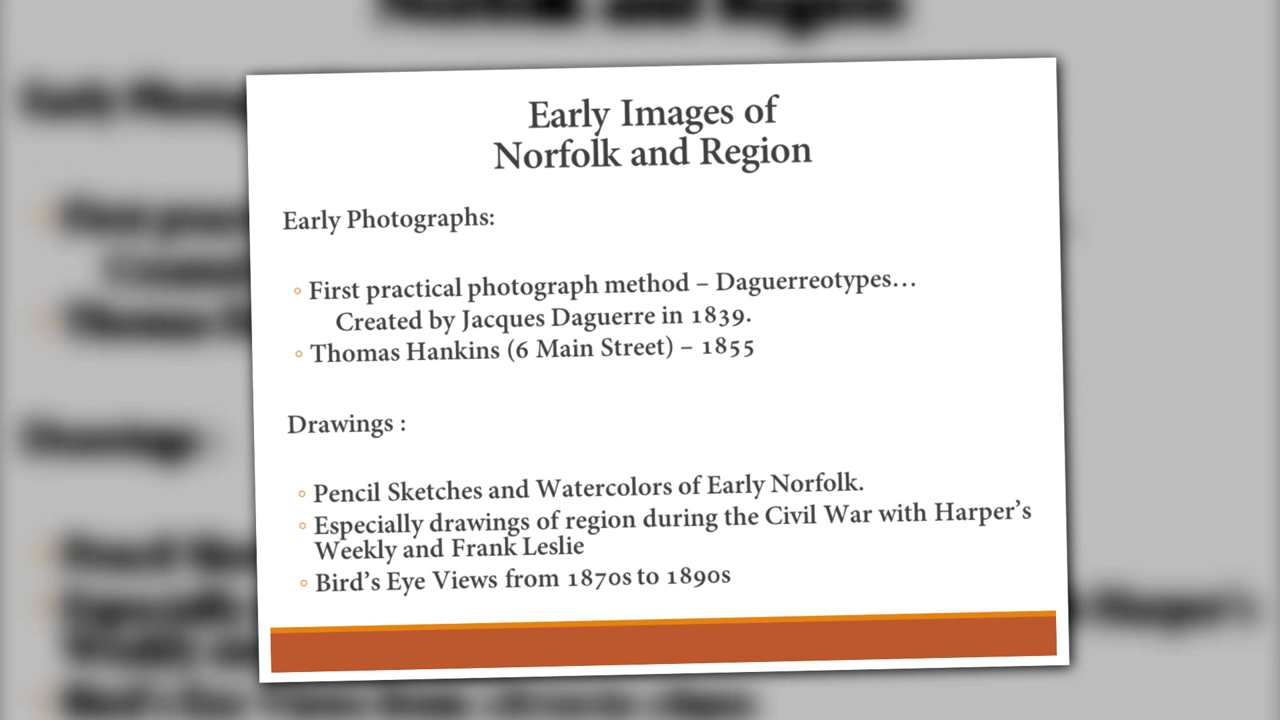 Early Images of
Norfolk and Region
Early Photographs:
◦ First practical photograph method – Daguerreotypes…
Created by Jacques Daguerre in 1839.
◦ Thomas Hankins (6 Main Street) – 1855
Drawings :
◦ Pencil Sketches and Watercolors of Early Norfolk.
◦ Especially drawings of region during the Civil War with Harper’s
Weekly and Frank Leslie
◦ Bird’s Eye Views from 1870s to 1890s